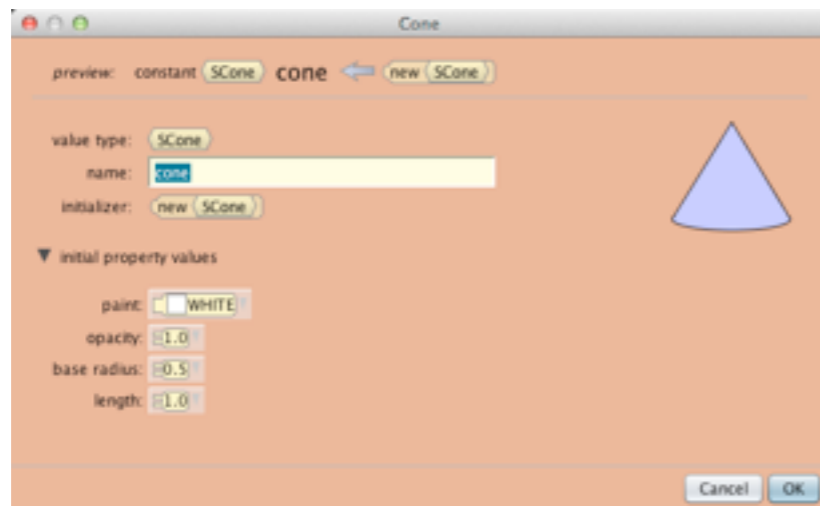 Cone
preview: constant SCone cone new SCone
value type: SCone
name: cone
initializer: new SCone
initial property values
paint: WHITE
opacity: 1.0
base radius: 0.5
length: 1.0
Cancel OK